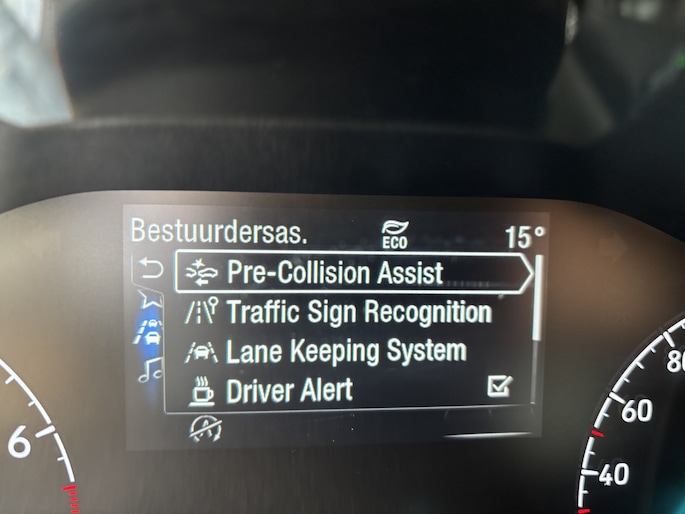 Bestuurdersas.
ECO
15°
Pre-Collision Assist
Traffic Sign Recognition
Lane Keeping System
Driver Alert
6
80
60
40